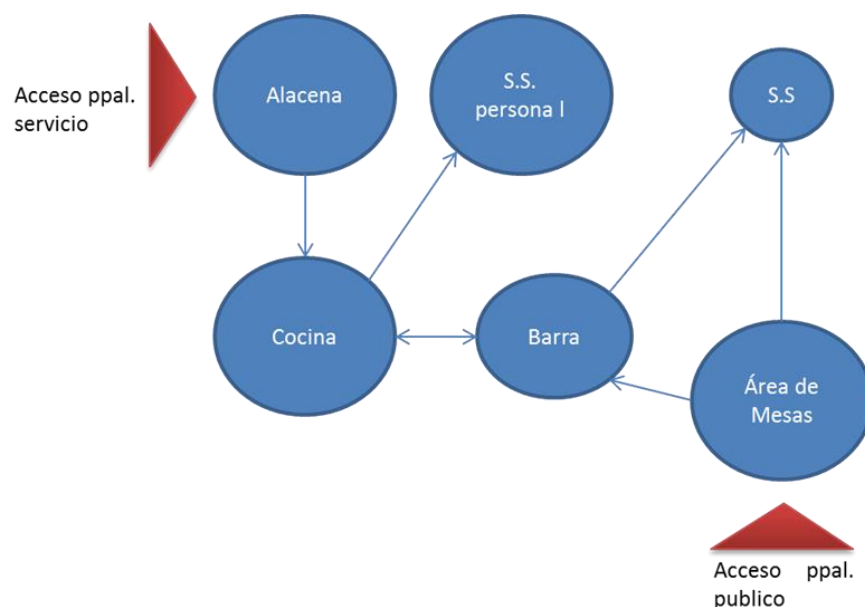 Acceso ppal.
servicio
Alacena
S.S.
persona l
S.S
Cocina
Barra
Área de
Mesas
Acceso ppal.
publico